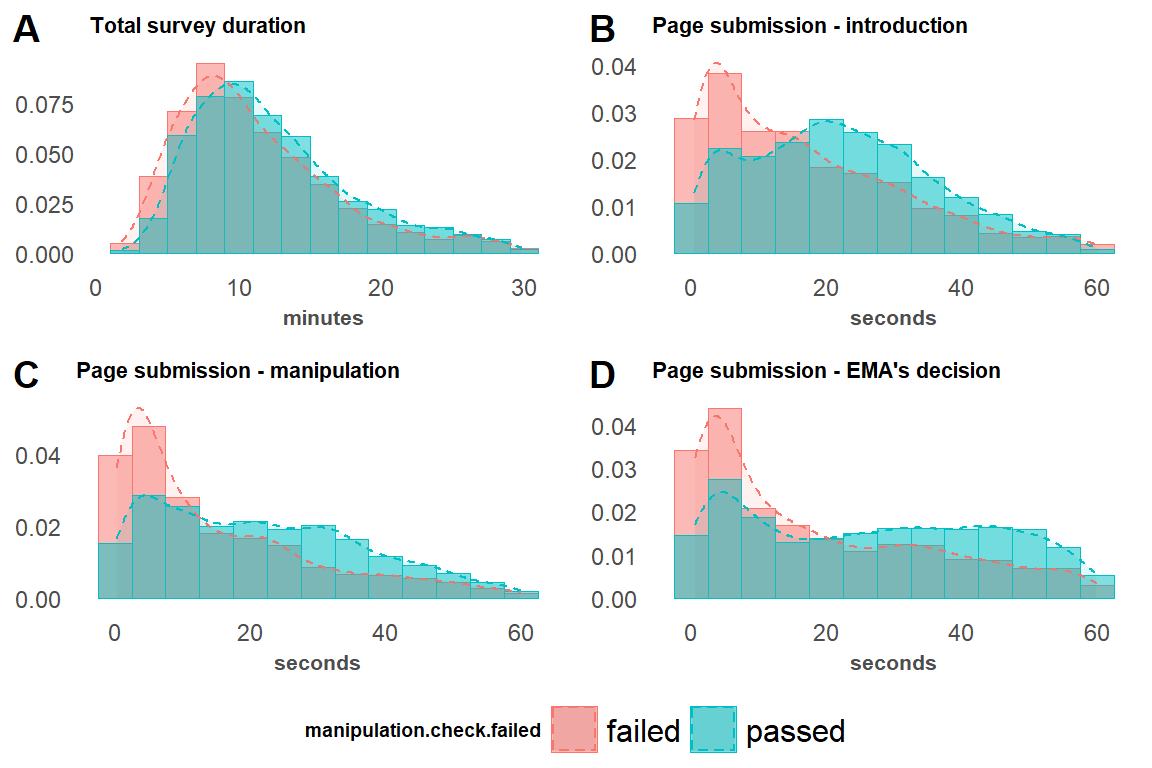 A Total survey duration
0.075
0.050
0.025
0.000
0 10 20 30
minutes
B Page submission - introduction
0.04
0.03
0.02
0.01
0.00
0 20 40 60
seconds
C Page submission - manipulation
0.04
0.02
0.00
0 20 40 60
seconds
D Page submission - EMA's decision
0.04
0.03
0.02
0.01
0.00
0 20 40 60
seconds
manipulation.check.failed failed passed